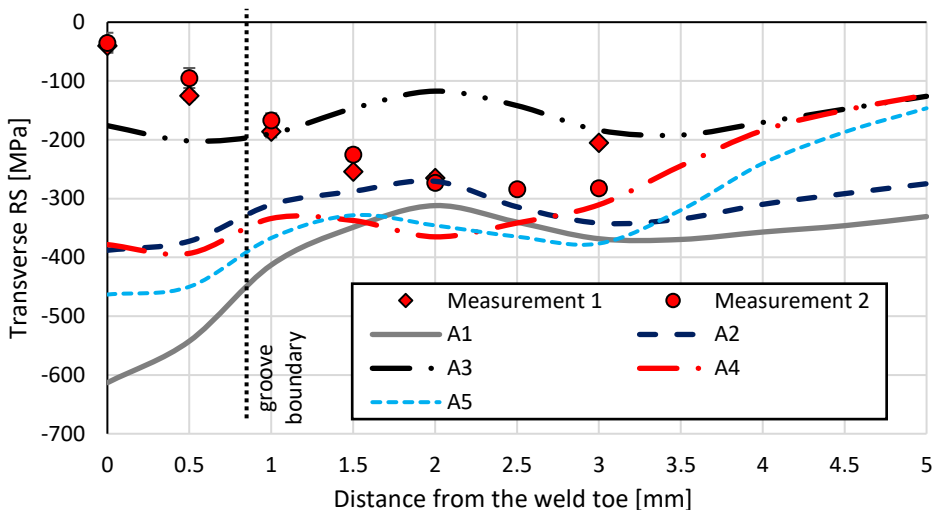 0
-100
-200
-300
-400
-500
-600
-700
Transverse RS [MPa]
groove
boundary
Measurement 1
Measurement 2
A1
A2
A3
A4
A5
0
0.5
1
1.5
2
2.5
3
3.5
4
4.5
5
Distance from the weld toe [mm]